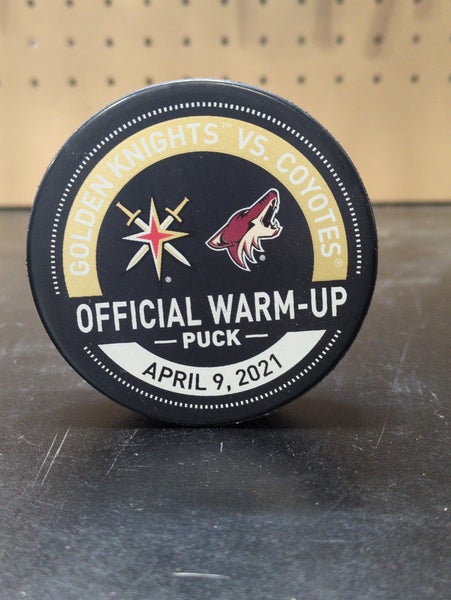 GOLDEN KNIGHTS™ VS. COYOTES®
®
®
OFFICIAL WARM-UP
— PUCK —
APRIL 9, 2021